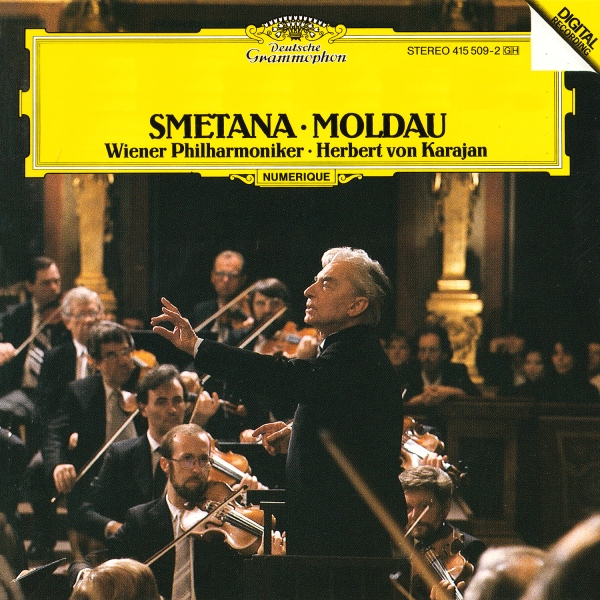 Deutsche
Grammophon
STEREO 415 509-2 GH
DIGITAL
RECORDING
SMETANA · MOLDAU
Wiener Philharmoniker · Herbert von Karajan
NUMERIQUE